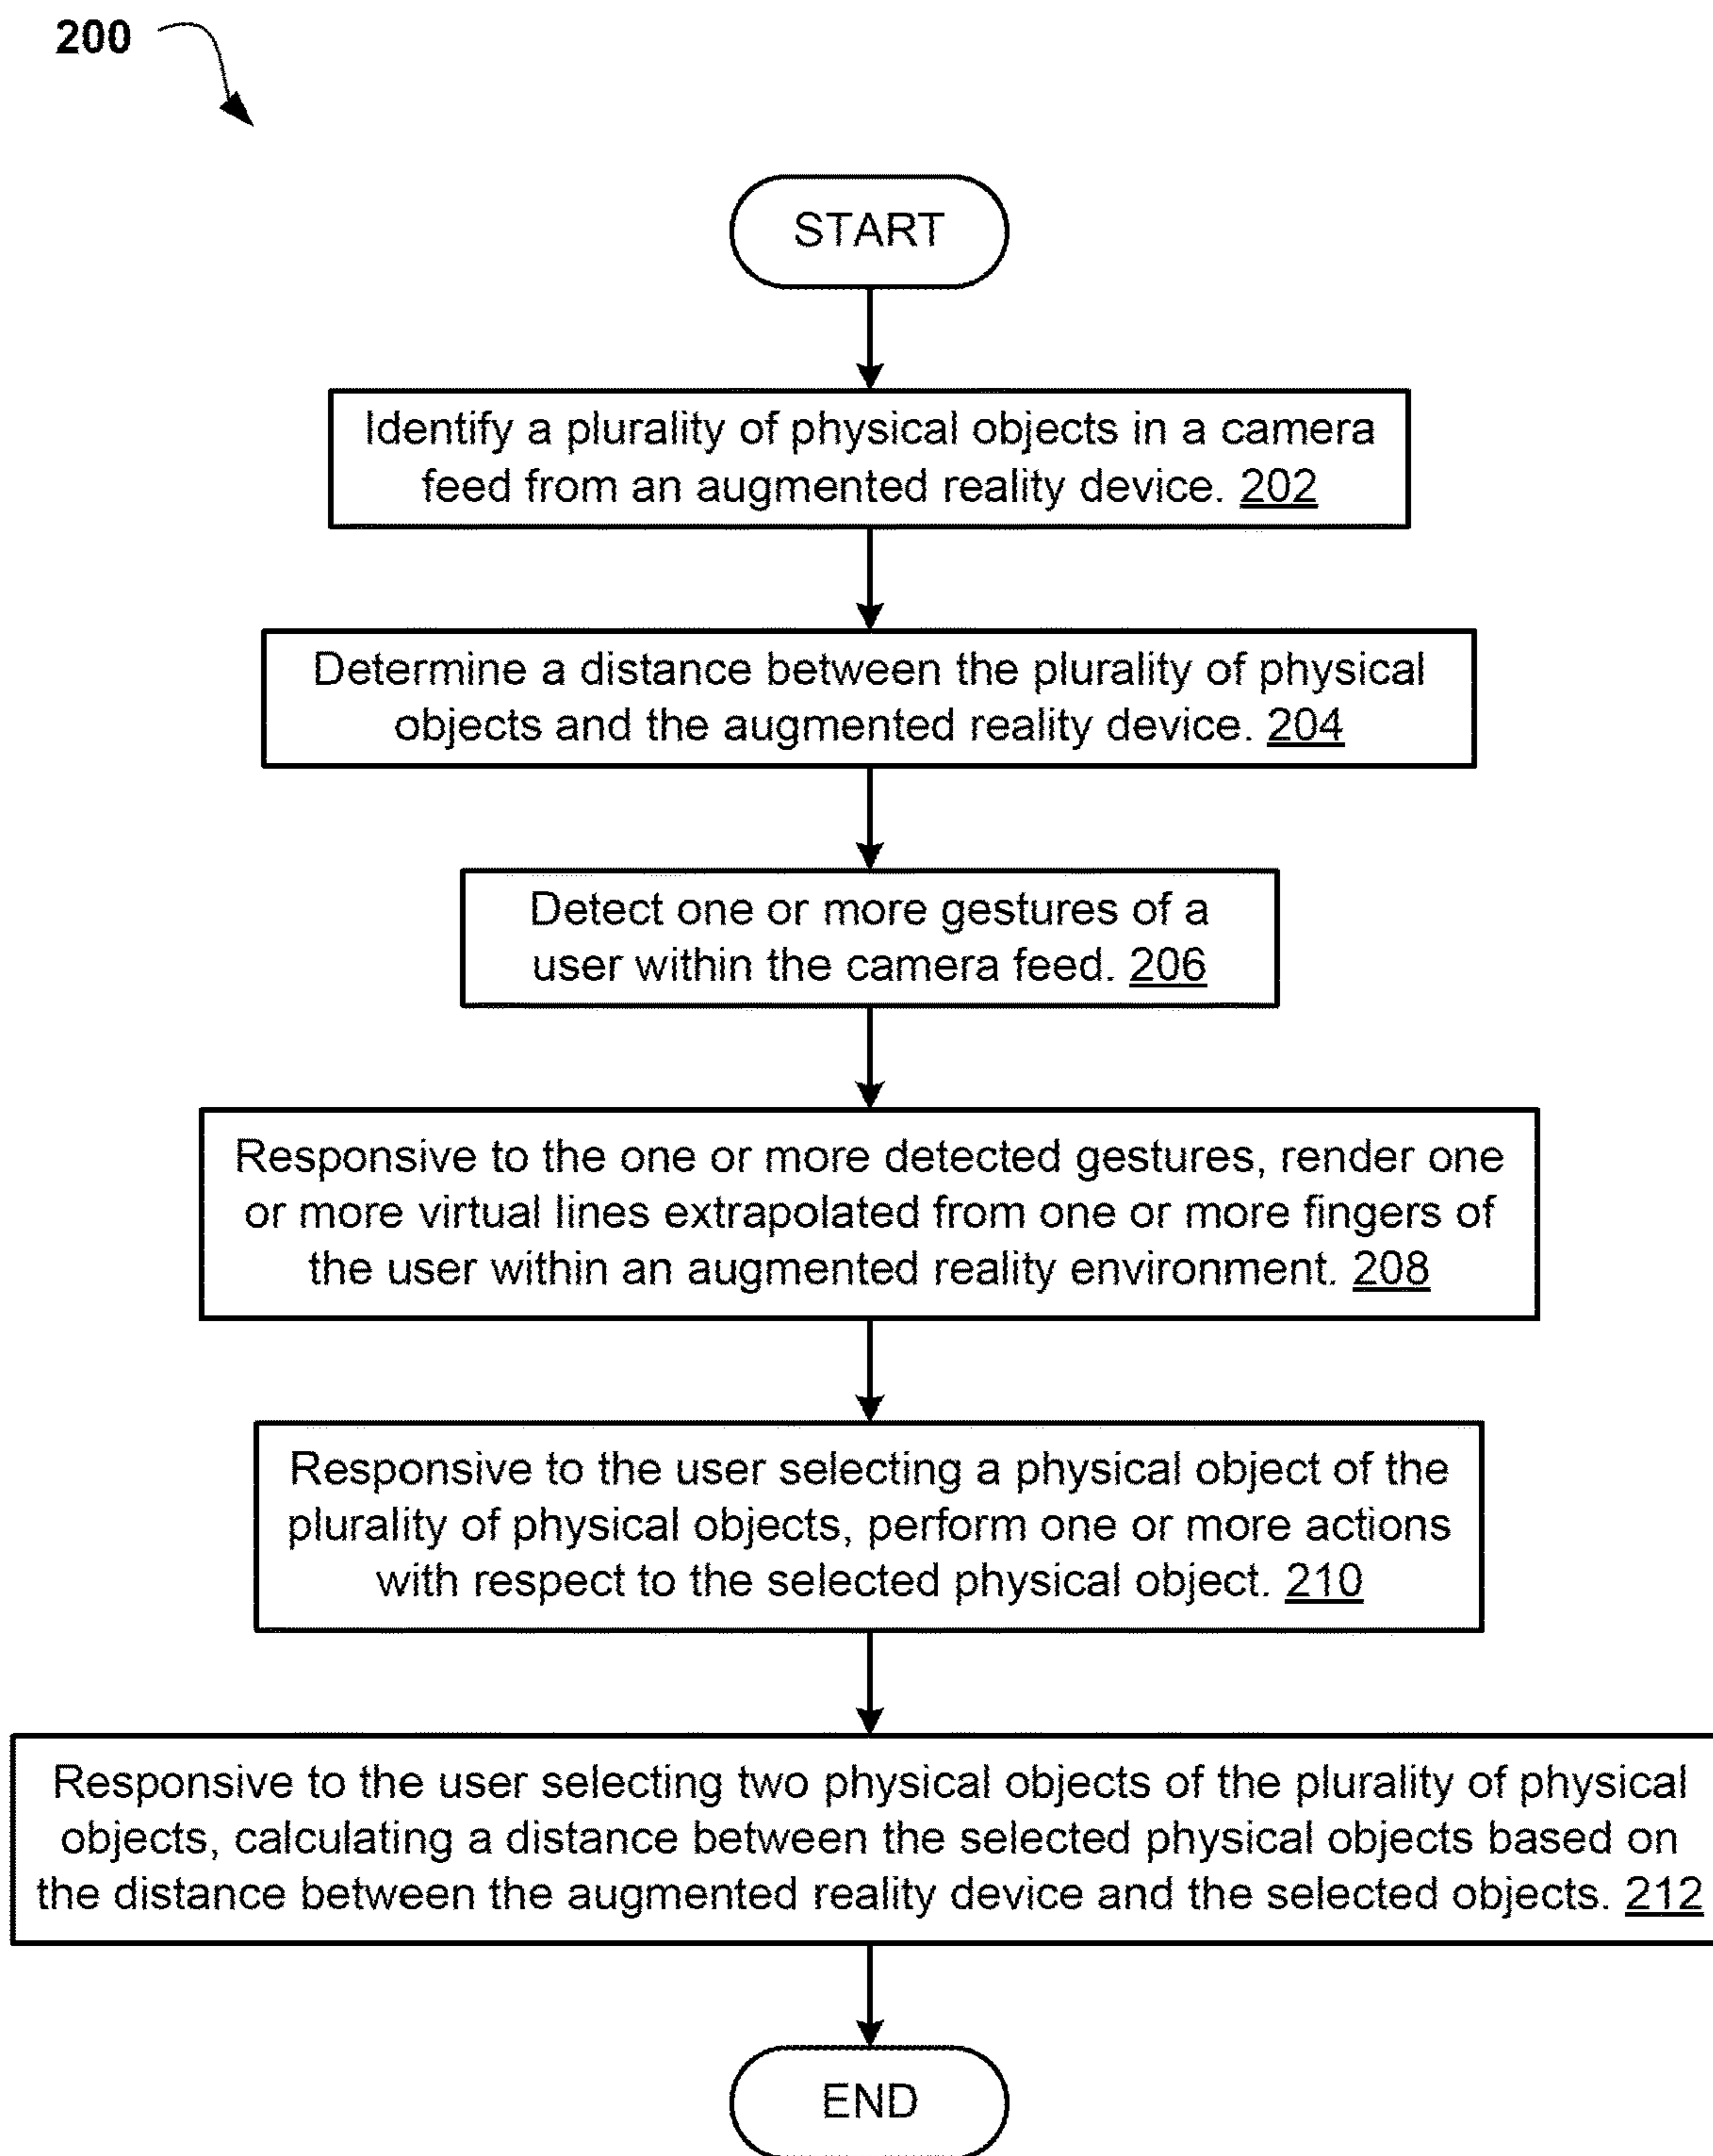 200
START
Identify a plurality of physical objects in a camera
feed from an augmented reality device. 202
Determine a distance between the plurality of physical
objects and the augmented reality device. 204
Detect one or more gestures of a
user within the camera feed. 206
Responsive to the one or more detected gestures, render one
or more virtual lines extrapolated from one or more fingers of
the user within an augmented reality environment. 208
Responsive to the user selecting a physical object of the
plurality of physical objects, perform one or more actions
with respect to the selected physical object. 210
Responsive to the user selecting two physical objects of the plurality of physical
objects, calculating a distance between the selected physical objects based on
the distance between the augmented reality device and the selected objects. 212
END